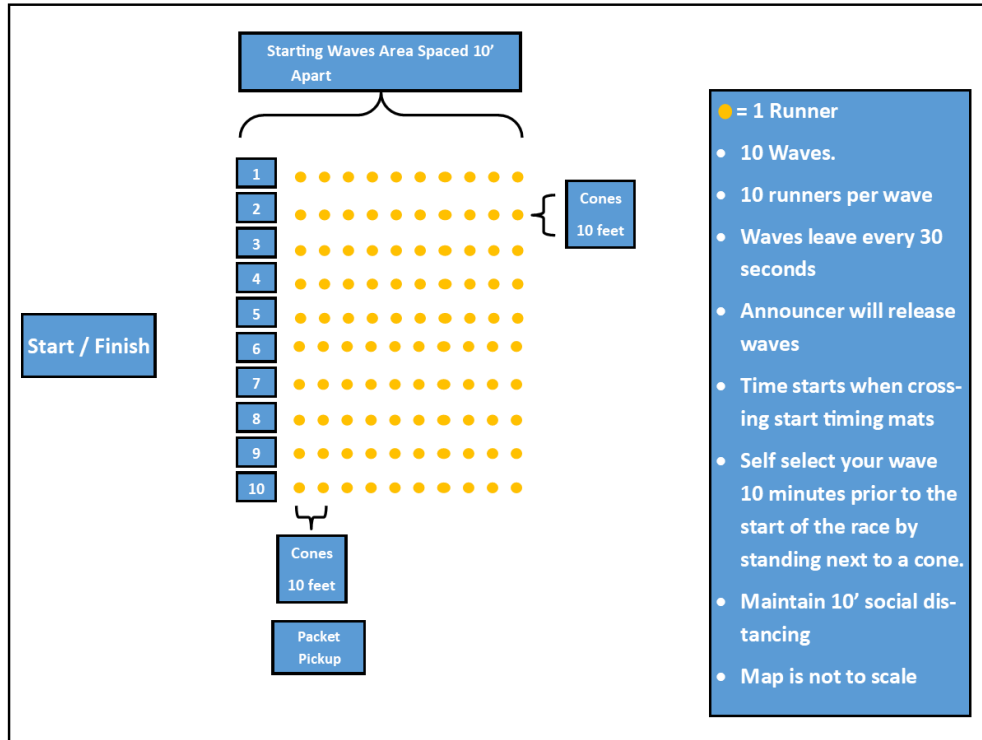 Starting Waves Area Spaced 10'
Apart
1
2
3
4
5
6
7
8
9
10
Cones
10 feet
Start / Finish
Cones
10 feet
Packet
Pickup
= 1 Runner
• 10 Waves.
• 10 runners per wave
• Waves leave every 30
seconds
• Announcer will release
waves
• Time starts when cross-
ing start timing mats
• Self select your wave
10 minutes prior to the
start of the race by
standing next to a cone.
• Maintain 10' social dis-
tancing
• Map is not to scale